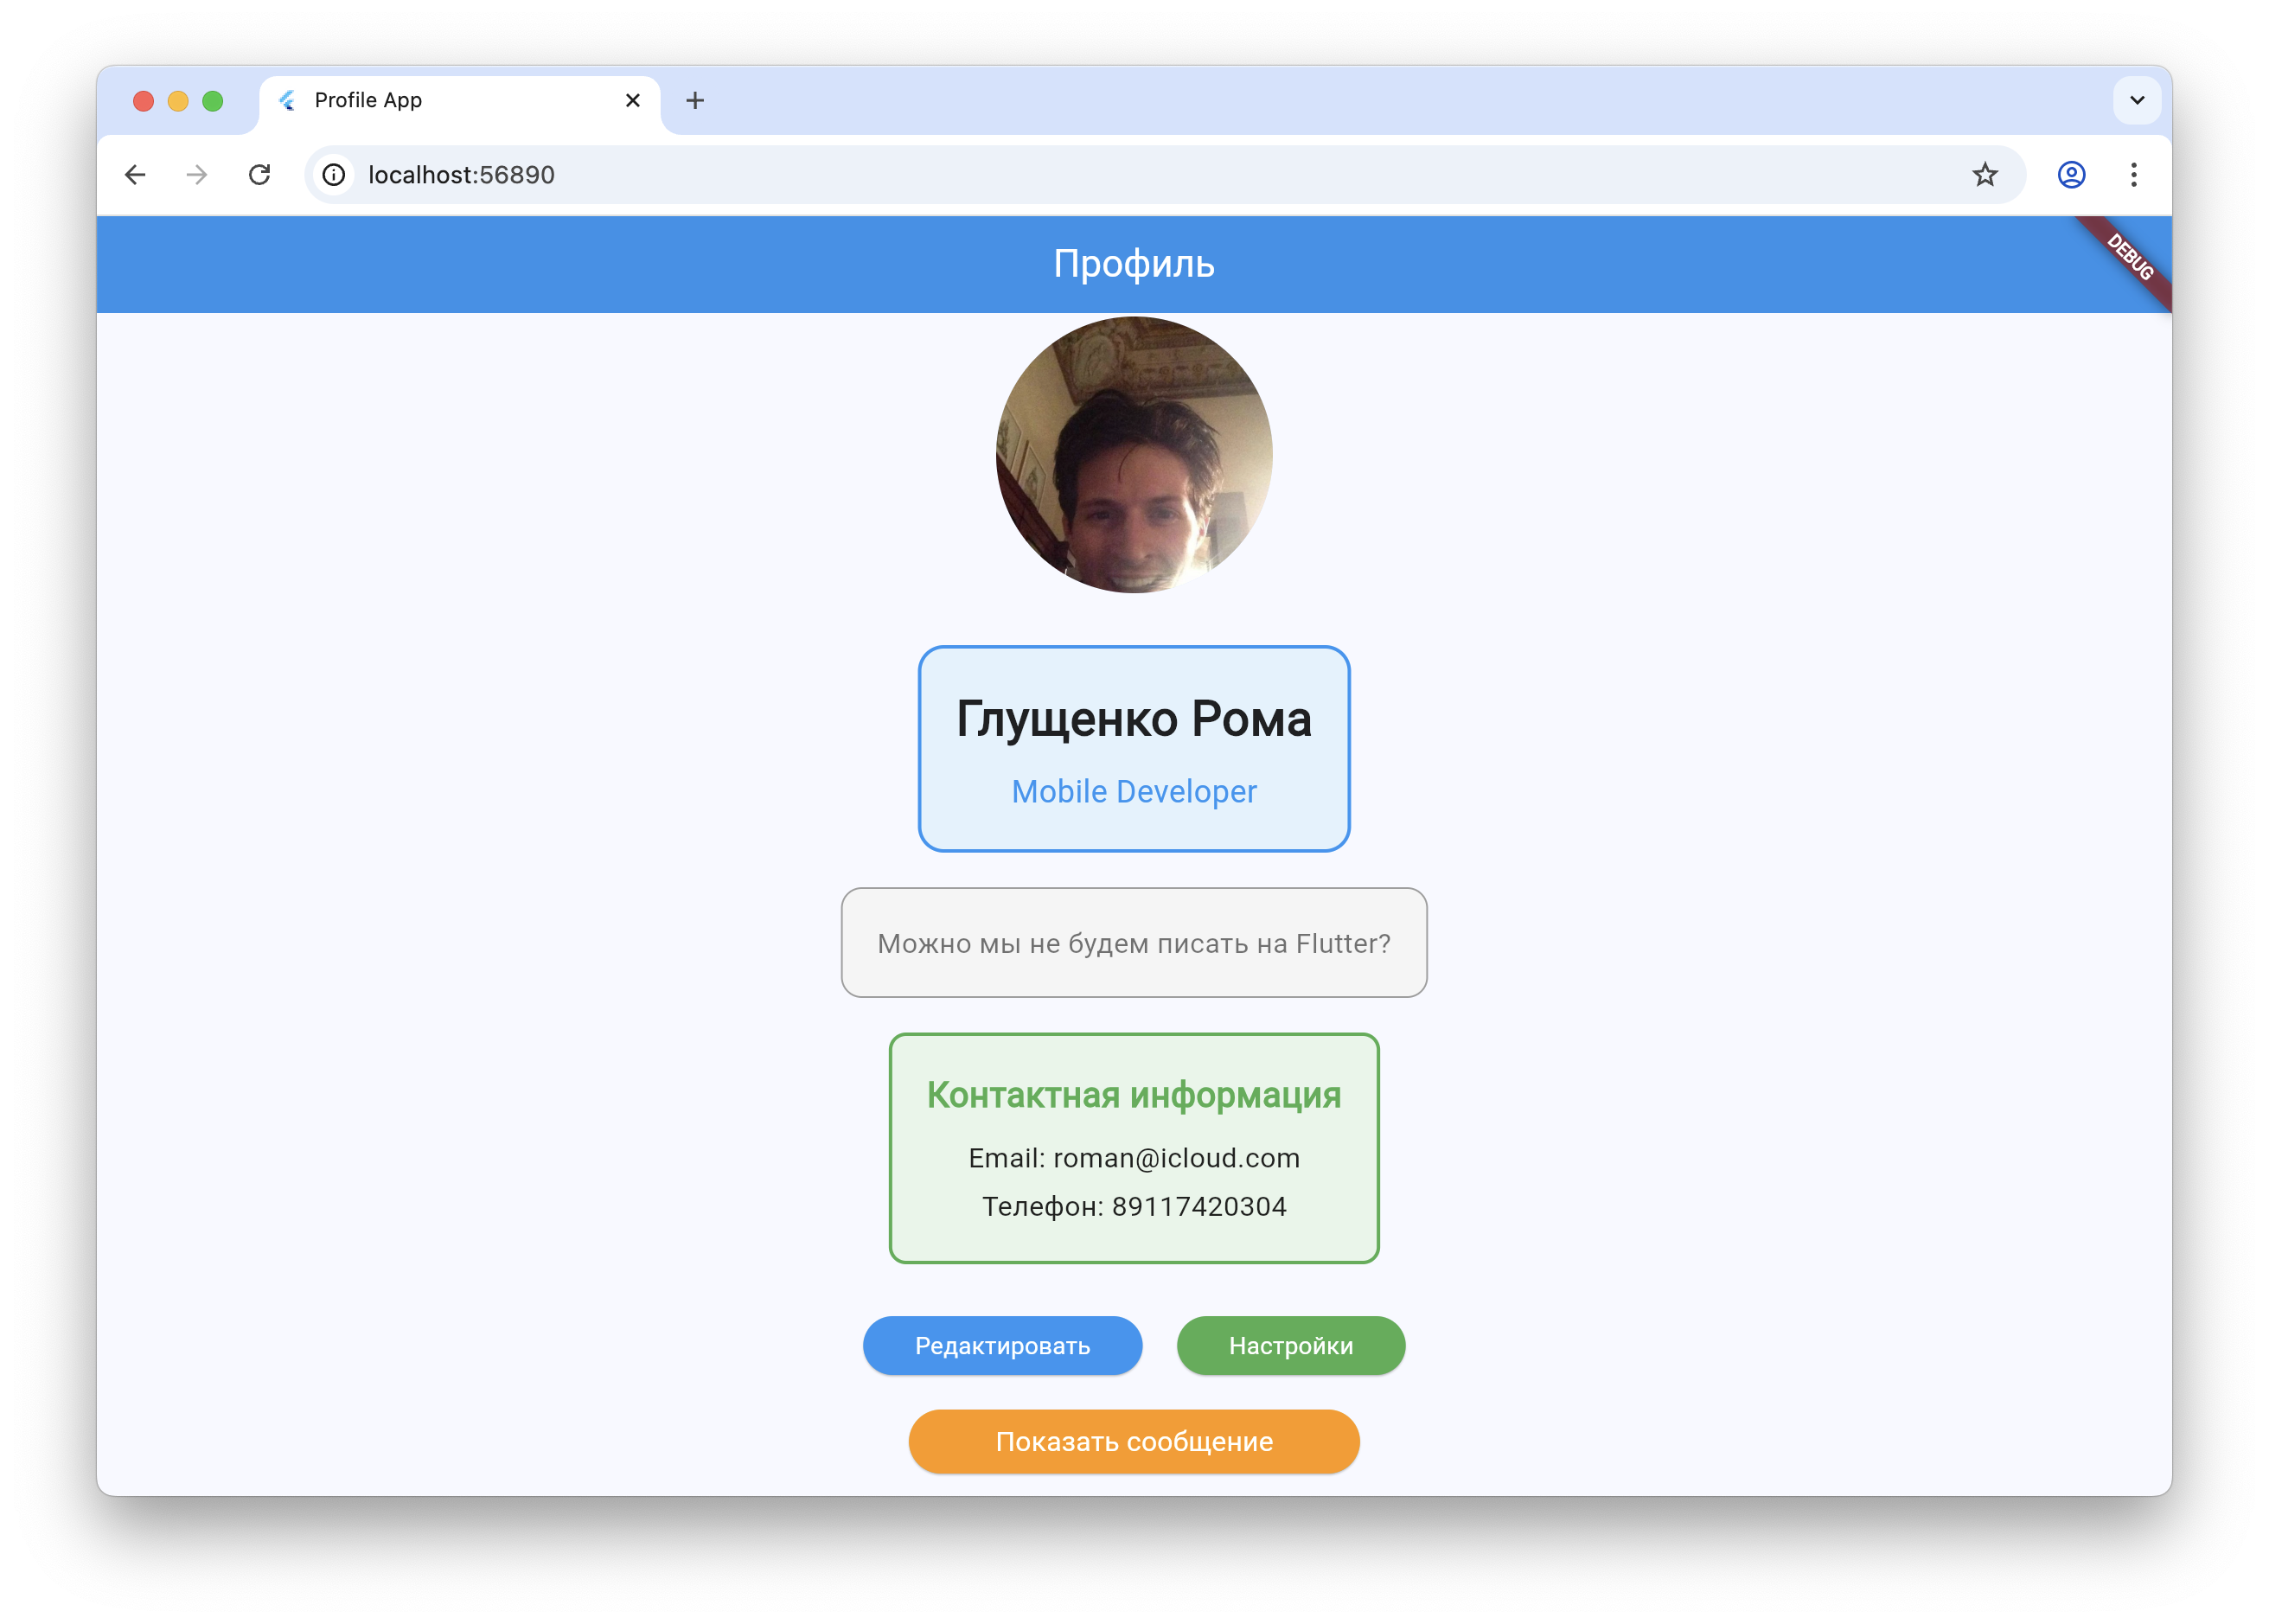 Profile App
localhost:56890
Профиль
DEBUG
Глущенко Рома
Mobile Developer
Можно мы не будем писать на Flutter?
Контактная информация
Email: roman@icloud.com
Телефон: 89117420304
Редактировать Настройки
Показать сообщение